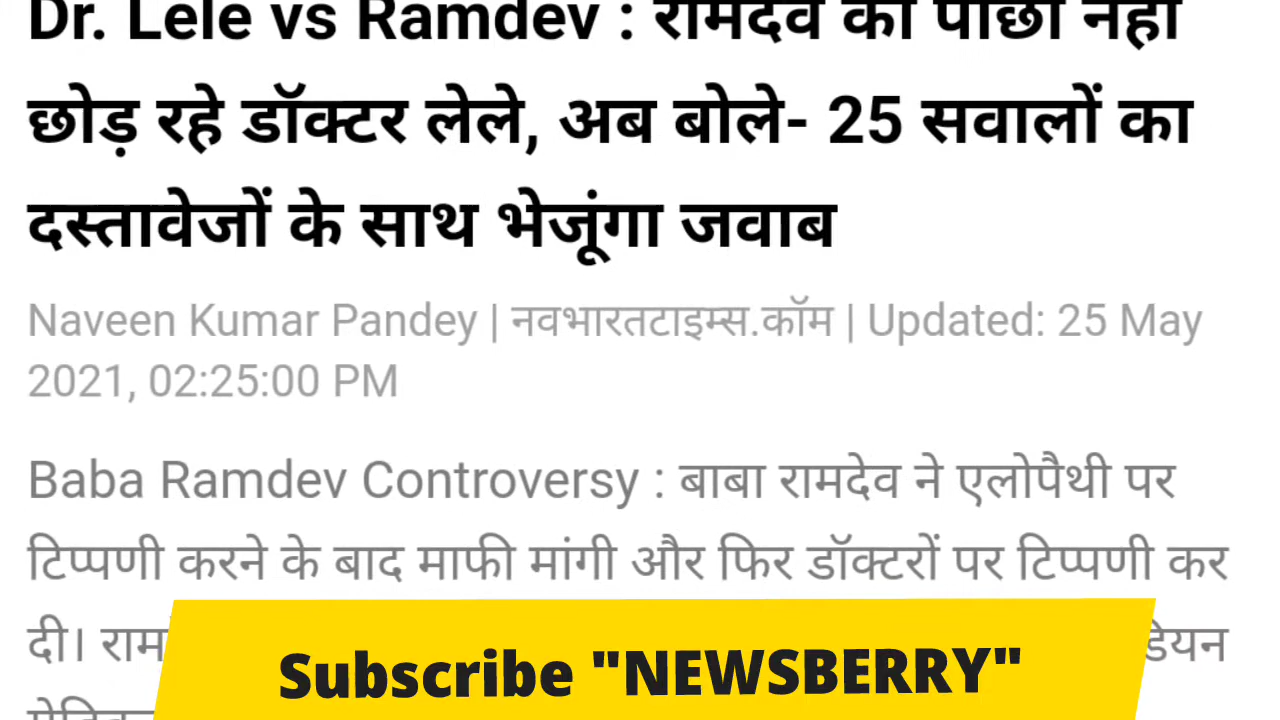 Dr. Lele vs Ramdev : रामदेव का पीछा नहीं
छोड़ रहे डॉक्टर लेले, अब बोले- 25 सवालों का
दस्तावेजों के साथ भेजूंगा जवाब
Naveen Kumar Pandey | नवभारतटाइम्स.कॉम | Updated: 25 May
2021, 02:25:00 PM
Baba Ramdev Controversy : बाबा रामदेव ने एलोपैथी पर
टिप्पणी करने के बाद माफी मांगी और फिर डॉक्टरों पर टिप्पणी कर
दी। राम डियन
Subscribe "NEWSBERRY"